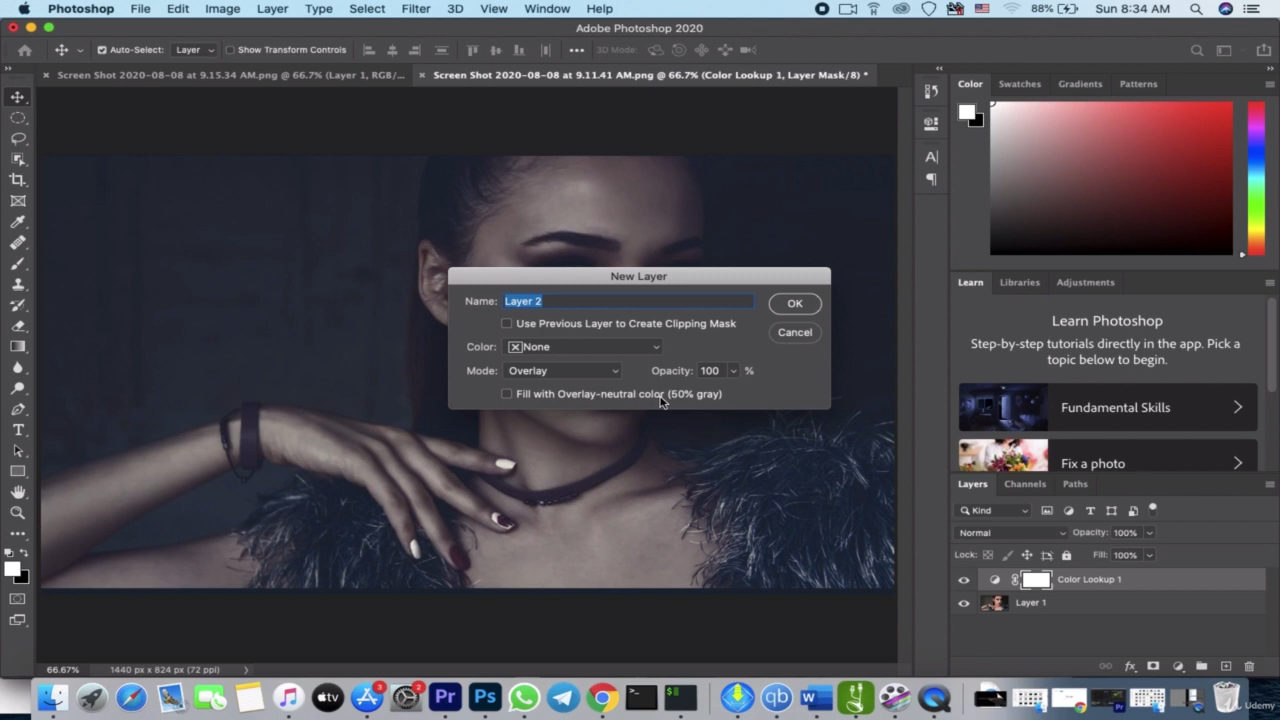 Photoshop File Edit Image Layer Type Select Filter 3D View Window Help 88% Sun 8:34 AM
Adobe Photoshop 2020
Auto-Select: Layer Show Transform Controls 3D Mode:
Screen Shot 2020-08-08 at 9.15.34 AM.png @ 66.7% (Layer 1, RGB/... Screen Shot 2020-08-08 at 9.11.41 AM.png @ 66.7% (Color Lookup 1, Layer Mask/8) *
Color Swatches Gradients Patterns
New Layer
Name: Layer 2 OK
Use Previous Layer to Create Clipping Mask
Cancel
Color: None
Mode: Overlay Opacity: 100 %
Fill with Overlay-neutral color (50% gray)
Learn Libraries Adjustments
Learn Photoshop
Step-by-step tutorials directly in the app. Pick a
topic below to begin.
Fundamental Skills
Fix a photo
Layers Channels Paths
Kind
Normal Opacity: 100%
Lock: Fill: 100%
Color Lookup 1
Layer 1
66.67% 1440 px x 824 px (72 ppi)
3 2 tv Pr Ps qb W
Udemy